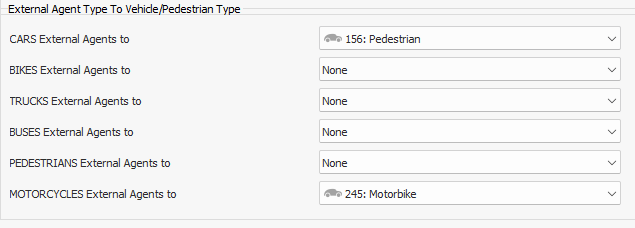 External Agent Type To Vehicle/Pedestrian Type
CARS External Agents to 156: Pedestrian
BIKES External Agents to None
TRUCKS External Agents to None
BUSES External Agents to None
PEDESTRIANS External Agents to None
MOTORCYCLES External Agents to 245: Motorbike